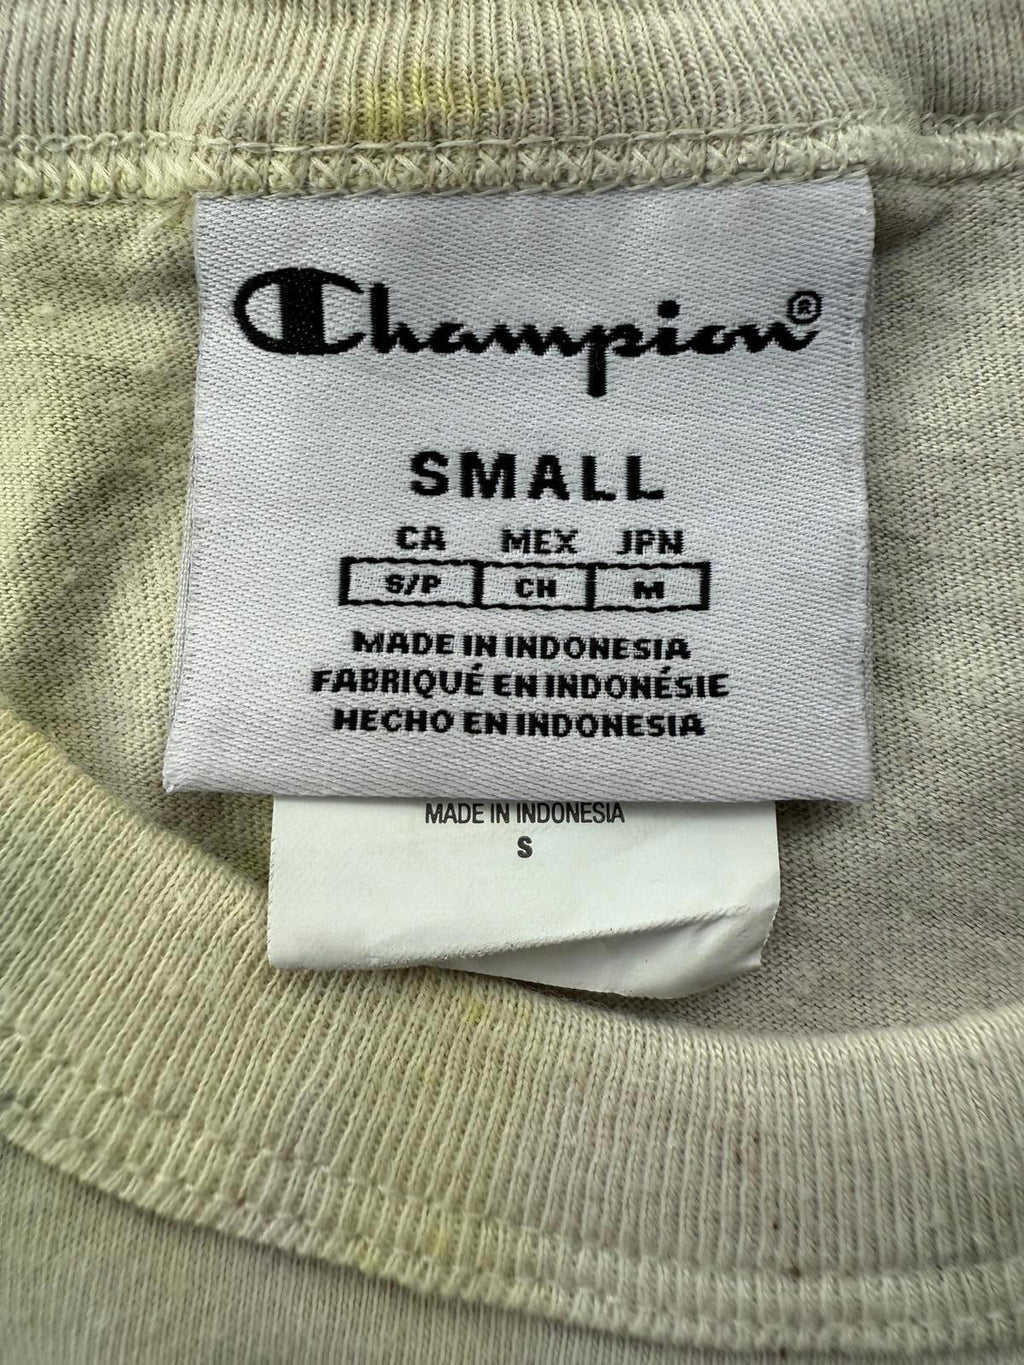 Champion®
SMALL
CA MEX JPN
S/P CH M
MADE IN INDONESIA
FABRIQUÉ EN INDONÉSIE
HECHO EN INDONESIA
MADE IN INDONESIA
S